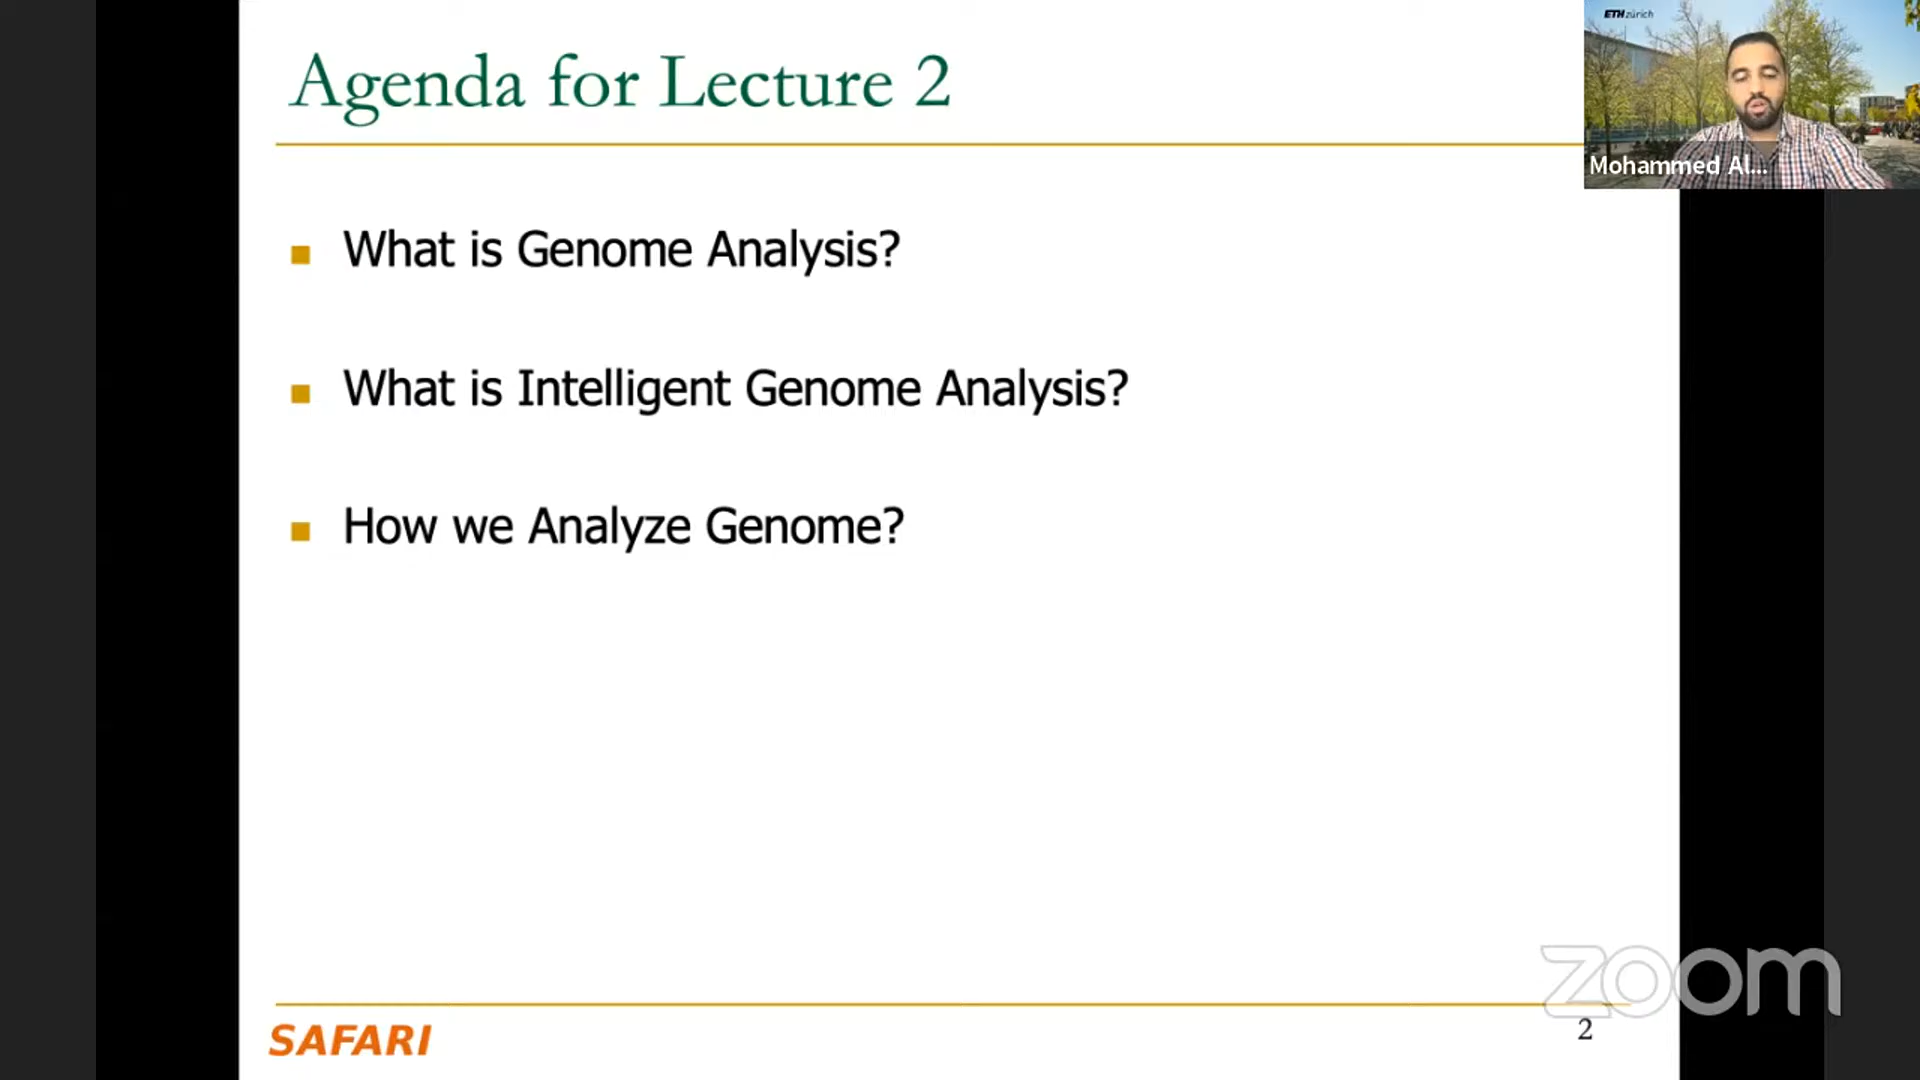 Agenda for Lecture 2
ETH zürich
Mohammed Al...
What is Genome Analysis?
What is Intelligent Genome Analysis?
How we Analyze Genome?
zoom
SAFARI
2